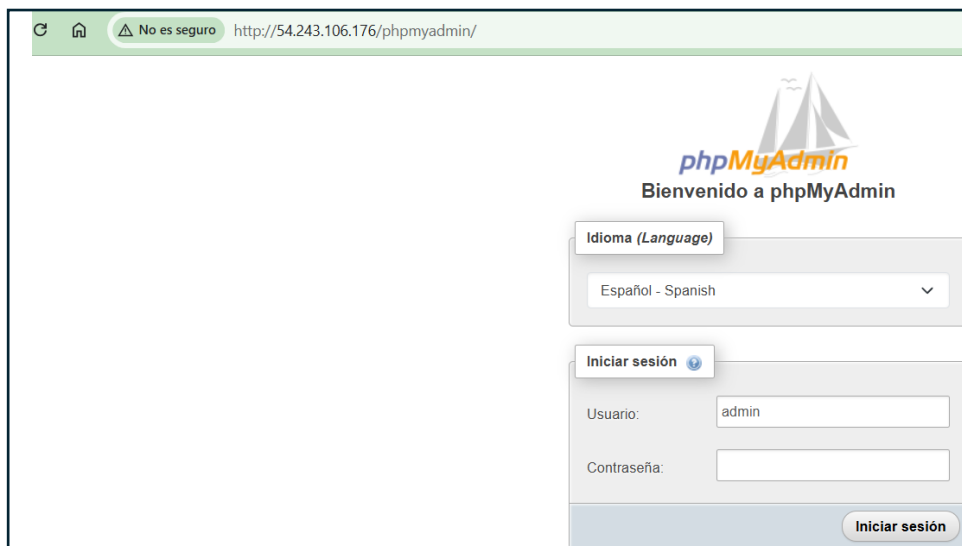 No es seguro http://54.243.106.176/phpmyadmin/
phpMyAdmin
Bienvenido a phpMyAdmin
Idioma (Language)
Español - Spanish
Iniciar sesión
Usuario: admin
Contraseña:
Iniciar sesión